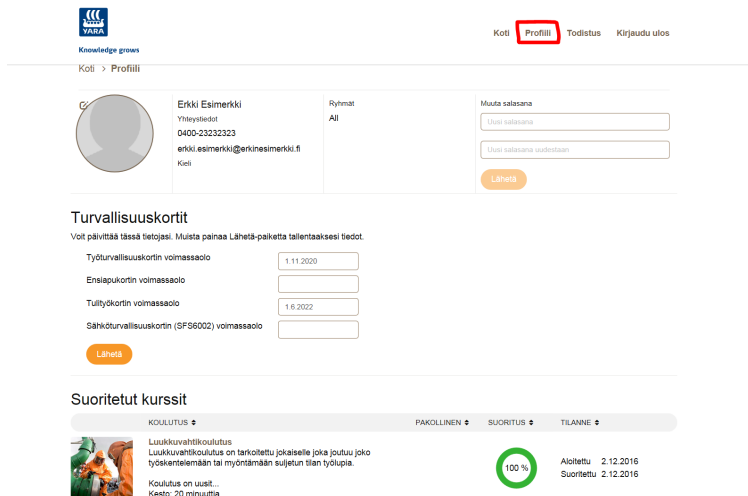 YARA
Knowledge grows
Koti Profiili Todistus Kirjaudu ulos
Koti > Profiili
Erkki Esimerkki
Yhteystiedot
0400-23232323
erkki.esimerkki@erkinesimerkki.fi
Kieli
Ryhmät
All
Muuta salasana
Uusi salasana
Uusi salasana uudestaan
Lähetä
Turvallisuuskortit
Voit päivittää tässä tietojasi. Muista painaa Lähetä-paiketta tallentaaksesi tiedot.
Työturvallisuuskortin voimassaolo 1.11.2020
Ensiapukortin voimassaolo
Tulityökortin voimassaolo 1.6.2022
Sähköturvallisuuskortin (SFS6002) voimassaolo
Lähetä
Suoritetut kurssit
KOULUTUS PAKOLLINEN SUORITUS TILANNE
Luukkuvahtikoulutus
Luukkuvahtikoulutus on tarkoitettu jokaiselle joka joutuu joko
työskentelemään tai myöntämään suljetun tilan työlupia.
Koulutus on uusit...
Kesto: 20 minuuttia
100 %
Aloitettu 2.12.2016
Suoritettu 2.12.2016